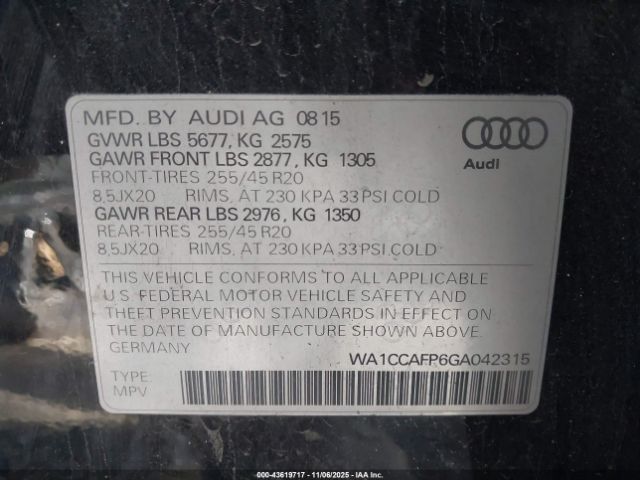 MFD. BY AUDI AG 08 15
GVWR LBS 5677, KG 2575
GAWR FRONT LBS 2877, KG 1305
FRONT-TIRES 255/45 R20
8,5JX20 RIMS, AT 230 KPA 33 PSI COLD
GAWR REAR LBS 2976, KG 1350
REAR-TIRES 255/45 R20
8,5JX20 RIMS, AT 230 KPA 33 PSI COLD
Audi
THIS VEHICLE CONFORMS TO ALL APPLICABLE
U.S. FEDERAL MOTOR VEHICLE SAFETY AND
THEFT PREVENTION STANDARDS IN EFFECT ON
THE DATE OF MANUFACTURE SHOWN ABOVE.
GERMANY
WA1CCAFP6GA042315
TYPE:
MPV
000-43619717 - 11/06/2025 - IAA Inc.